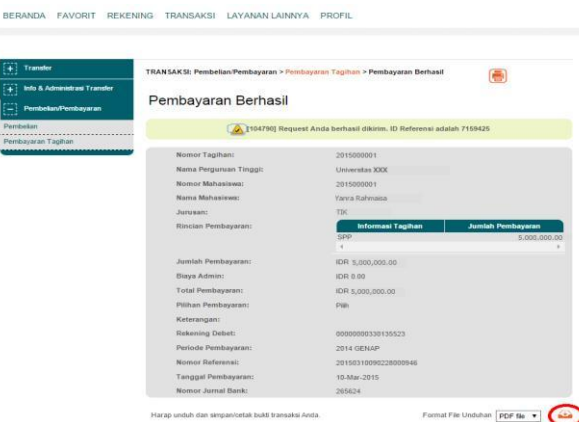 BERANDA FAVORIT REKENING TRANSAKSI LAYANAN LAINNYA PROFIL
Transfer
Info & Administrasi Transfer
Pembelian/Pembayaran
Pembelian
Pembayaran Tagihan
TRANSAKSI: Pembelian/Pembayaran > Pembayaran Tagihan > Pembayaran Berhasil
Pembayaran Berhasil
[104790] Request Anda berhasil dikirim. ID Referensi adalah 7159425
Nomor Tagihan: 2015000001
Nama Perguruan Tinggi: Universitas XXX
Nomor Mahasiswa: 2015000001
Nama Mahasiswa: Yanra Rahmaisa
Jurusan: TIK
Rincian Pembayaran: Informasi Tagihan Jumlah Pembayaran
SPP 5.000,000.00
Jumlah Pembayaran: IDR 5,000,000.00
Biaya Admin: IDR 0.00
Total Pembayaran: IDR 5,000,000.00
Pilihan Pembayaran: Pilih
Keterangan:
Rekening Debet: 00000000330135523
Periode Pembayaran: 2014 GENAP
Nomor Referensi: 20150310090228000946
Tanggal Pembayaran: 10-Mar-2015
Nomor Jurnal Bank: 265624
Harap unduh dan simpan/cetak bukti transaksi Anda. Format File Unduhan PDF file